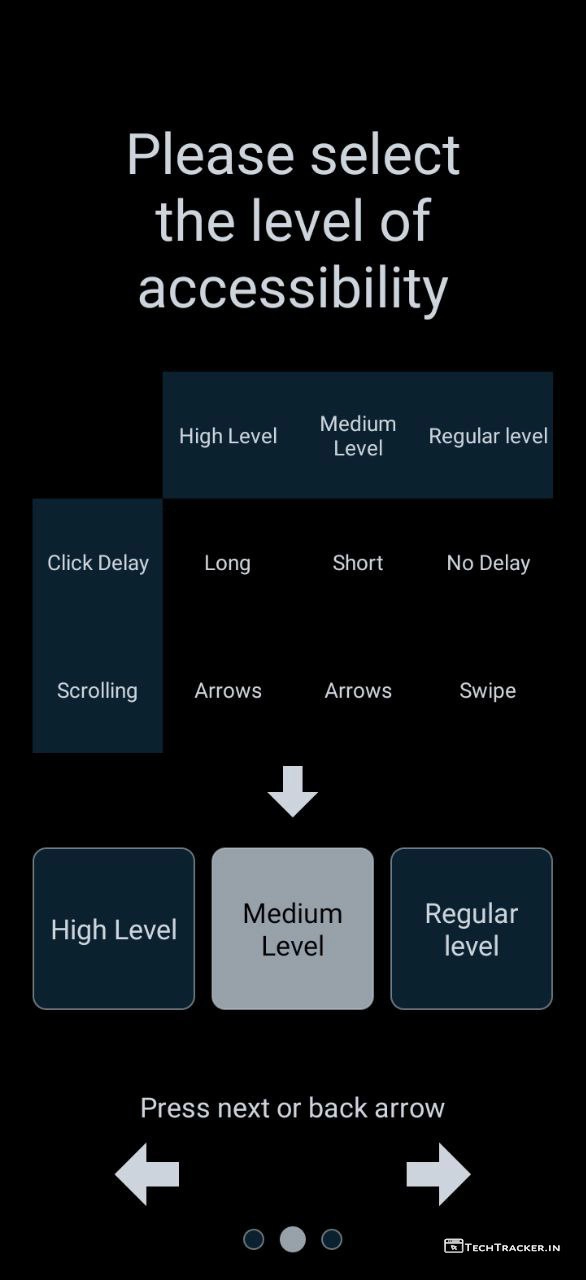 Please select
the level of
accessibility
High Level
Medium
Level
Regular level
Click Delay
Long
Short
No Delay
Scrolling
Arrows
Arrows
Swipe
High Level
Medium
Level
Regular
level
Press next or back arrow
TECHTRACKER.IN